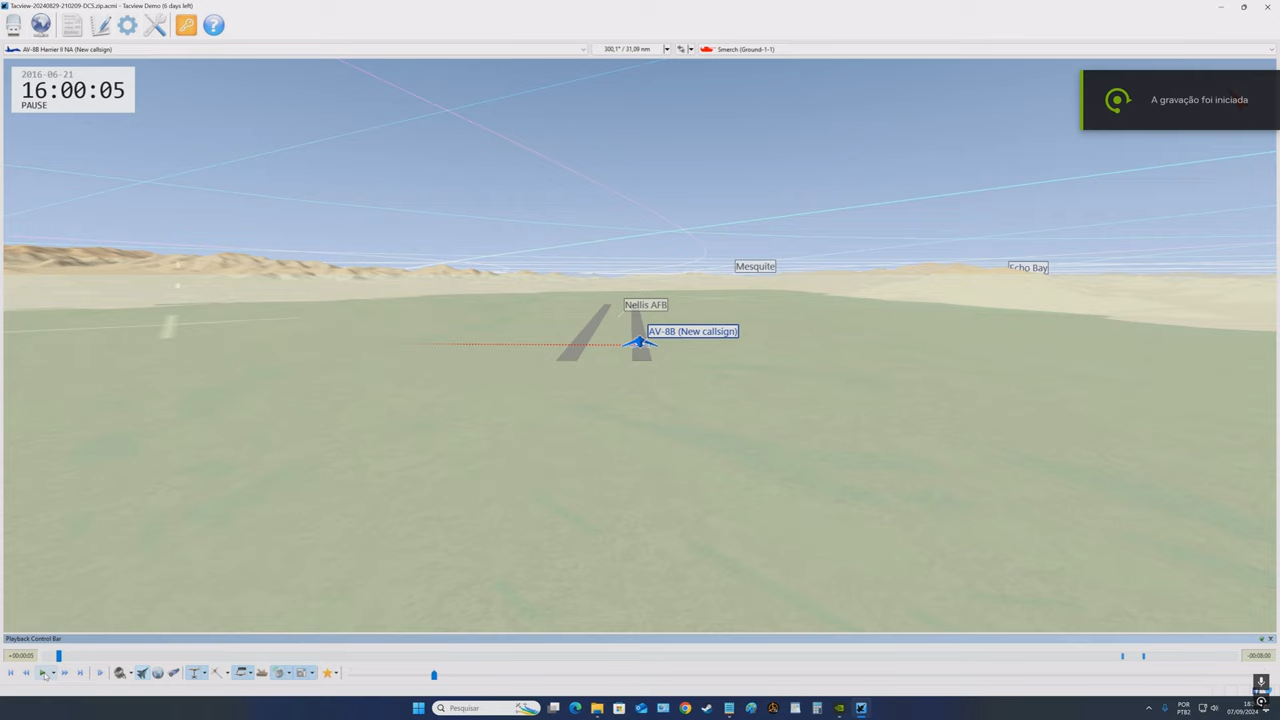 Tacview-20240829-210209-DCS.zip.acmi - Tacview Demo (6 days left)
AV-8B Harrier II NA (New callsign)
300,1° / 31,09 nm
Smerch (Ground-1-1)
2016-06-21
16:00:05
PAUSE
A gravação foi iniciada
Mesquite
Echo Bay
Nellis AFB
AV-8B (New callsign)
Playback Control Bar
+00:00:05
-00:08:00
Pesquisar
POR
PTB2
07/09/2024